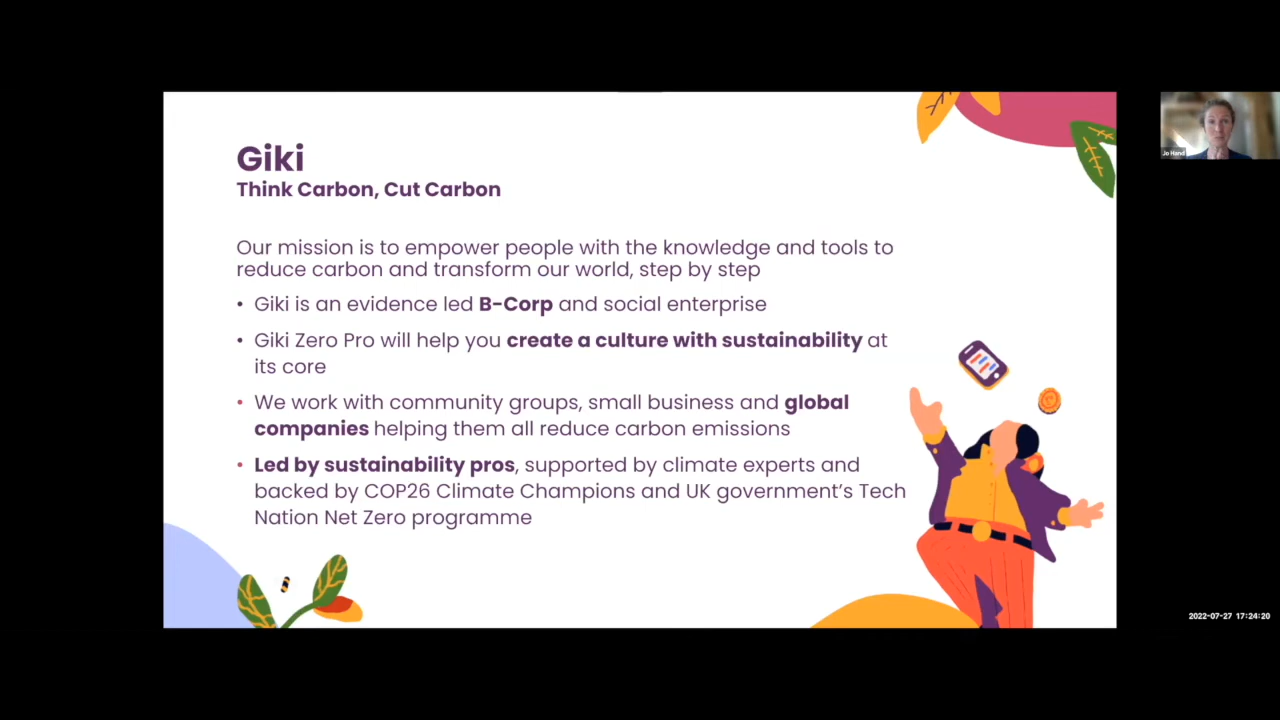 Giki
Think Carbon, Cut Carbon
Our mission is to empower people with the knowledge and tools to
reduce carbon and transform our world, step by step
• Giki is an evidence led B-Corp and social enterprise
• Giki Zero Pro will help you create a culture with sustainability at
its core
• We work with community groups, small business and global
companies helping them all reduce carbon emissions
• Led by sustainability pros, supported by climate experts and
backed by COP26 Climate Champions and UK government's Tech
Nation Net Zero programme
Jo Hand
2022-07-27 17:24:20